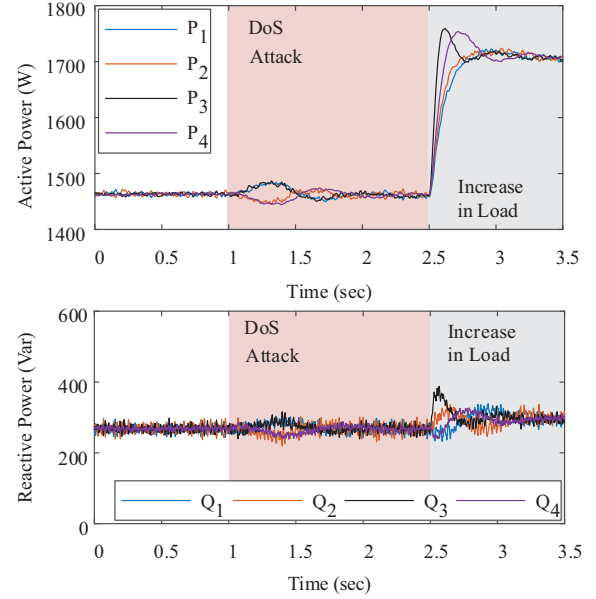 1800
1700
1600
1500
1400
Active Power (W)
P1
P2
P3
P4
DoS
Attack
Increase
in Load
0 0.5 1 1.5 2 2.5 3 3.5
Time (sec)
600
400
200
0
Reactive Power (Var)
DoS
Attack
Increase
in Load
Q1 Q2 Q3 Q4
0 0.5 1 1.5 2 2.5 3 3.5
Time (sec)